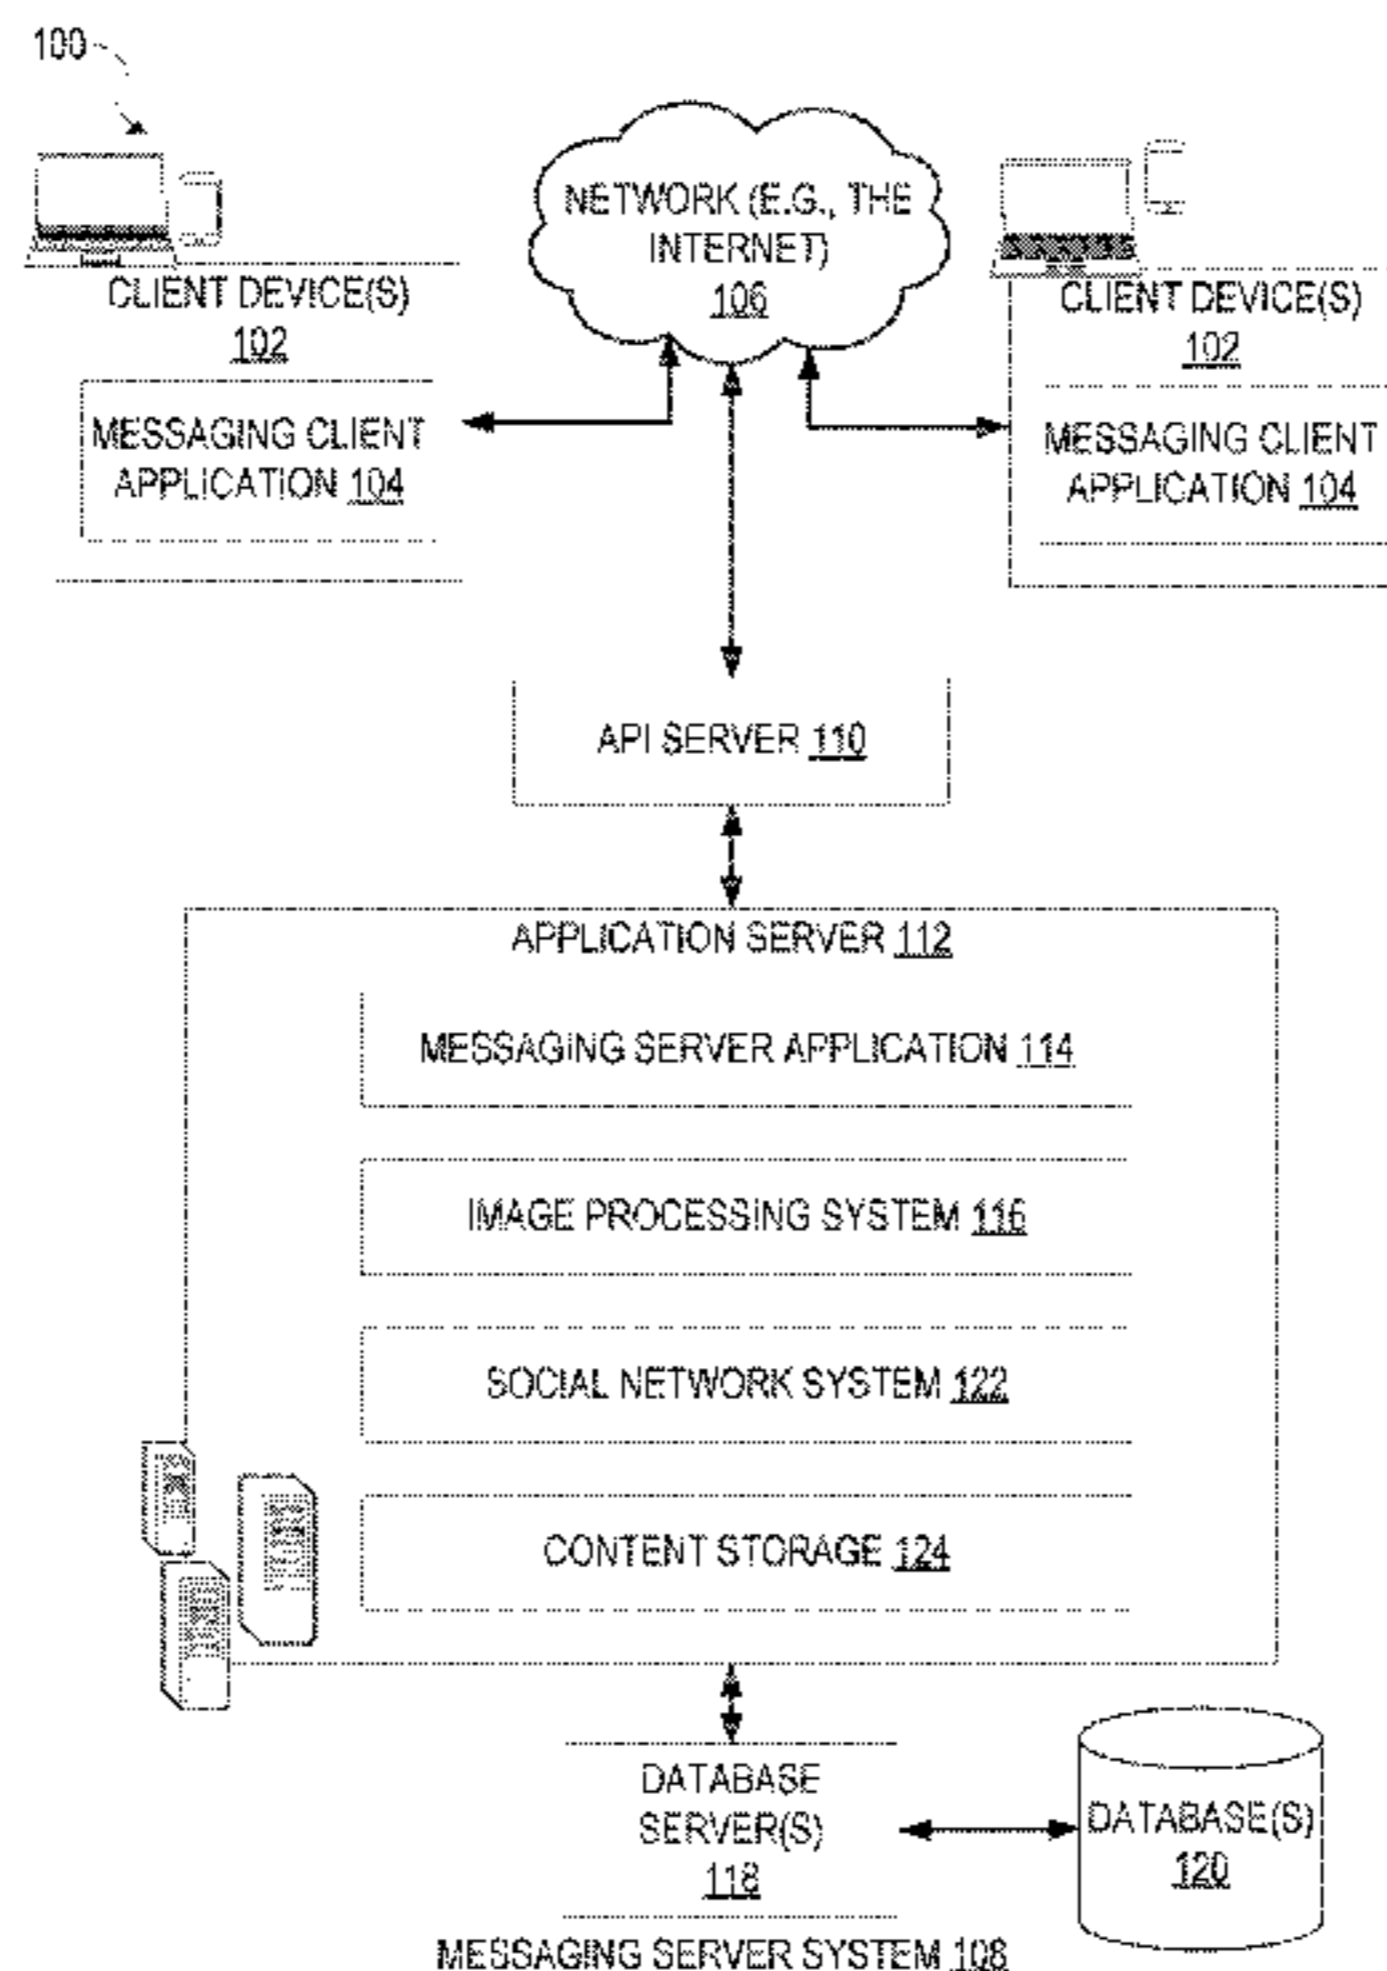 100
NETWORK (E.G., THE
INTERNET)
106
CLIENT DEVICE(S)
102
MESSAGING CLIENT
APPLICATION 104
CLIENT DEVICE(S)
102
MESSAGING CLIENT
APPLICATION 104
API SERVER 110
APPLICATION SERVER 112
MESSAGING SERVER APPLICATION 114
IMAGE PROCESSING SYSTEM 116
SOCIAL NETWORK SYSTEM 122
CONTENT STORAGE 124
DATABASE
SERVER(S)
118
DATABASE(S)
120
MESSAGING SERVER SYSTEM 108